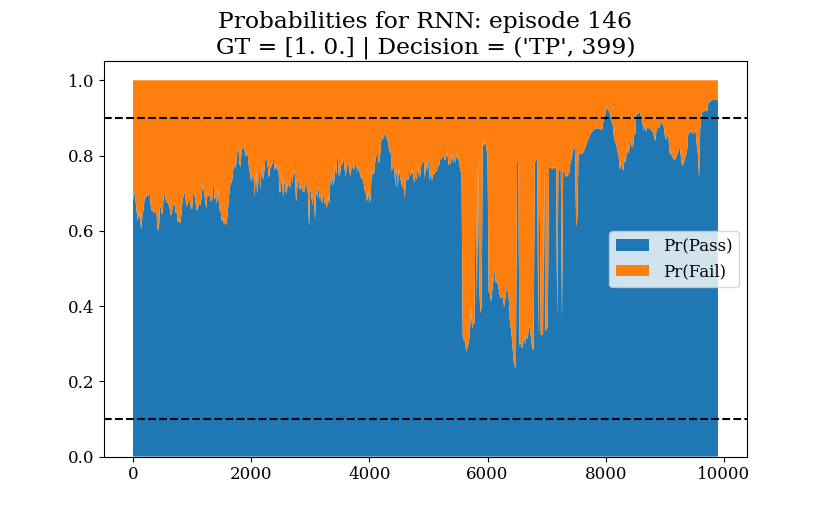 Probabilities for RNN: episode 146
GT = [1. 0.] | Decision = ('TP', 399)
1.0
0.8
0.6
0.4
0.2
0.0
Pr(Pass)
Pr(Fail)
0 2000 4000 6000 8000 10000